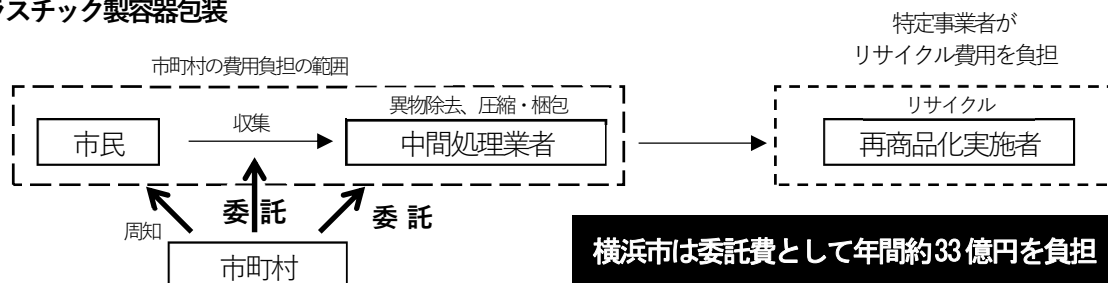 スチック製容器包装
特定事業者が
リサイクル費用を負担
市町村の費用負担の範囲
異物除去、圧縮・梱包
リサイクル
市民
収集
中間処理業者
再商品化実施者
委託
委託
周知
市町村
横浜市は委託費として年間約33億円を負担